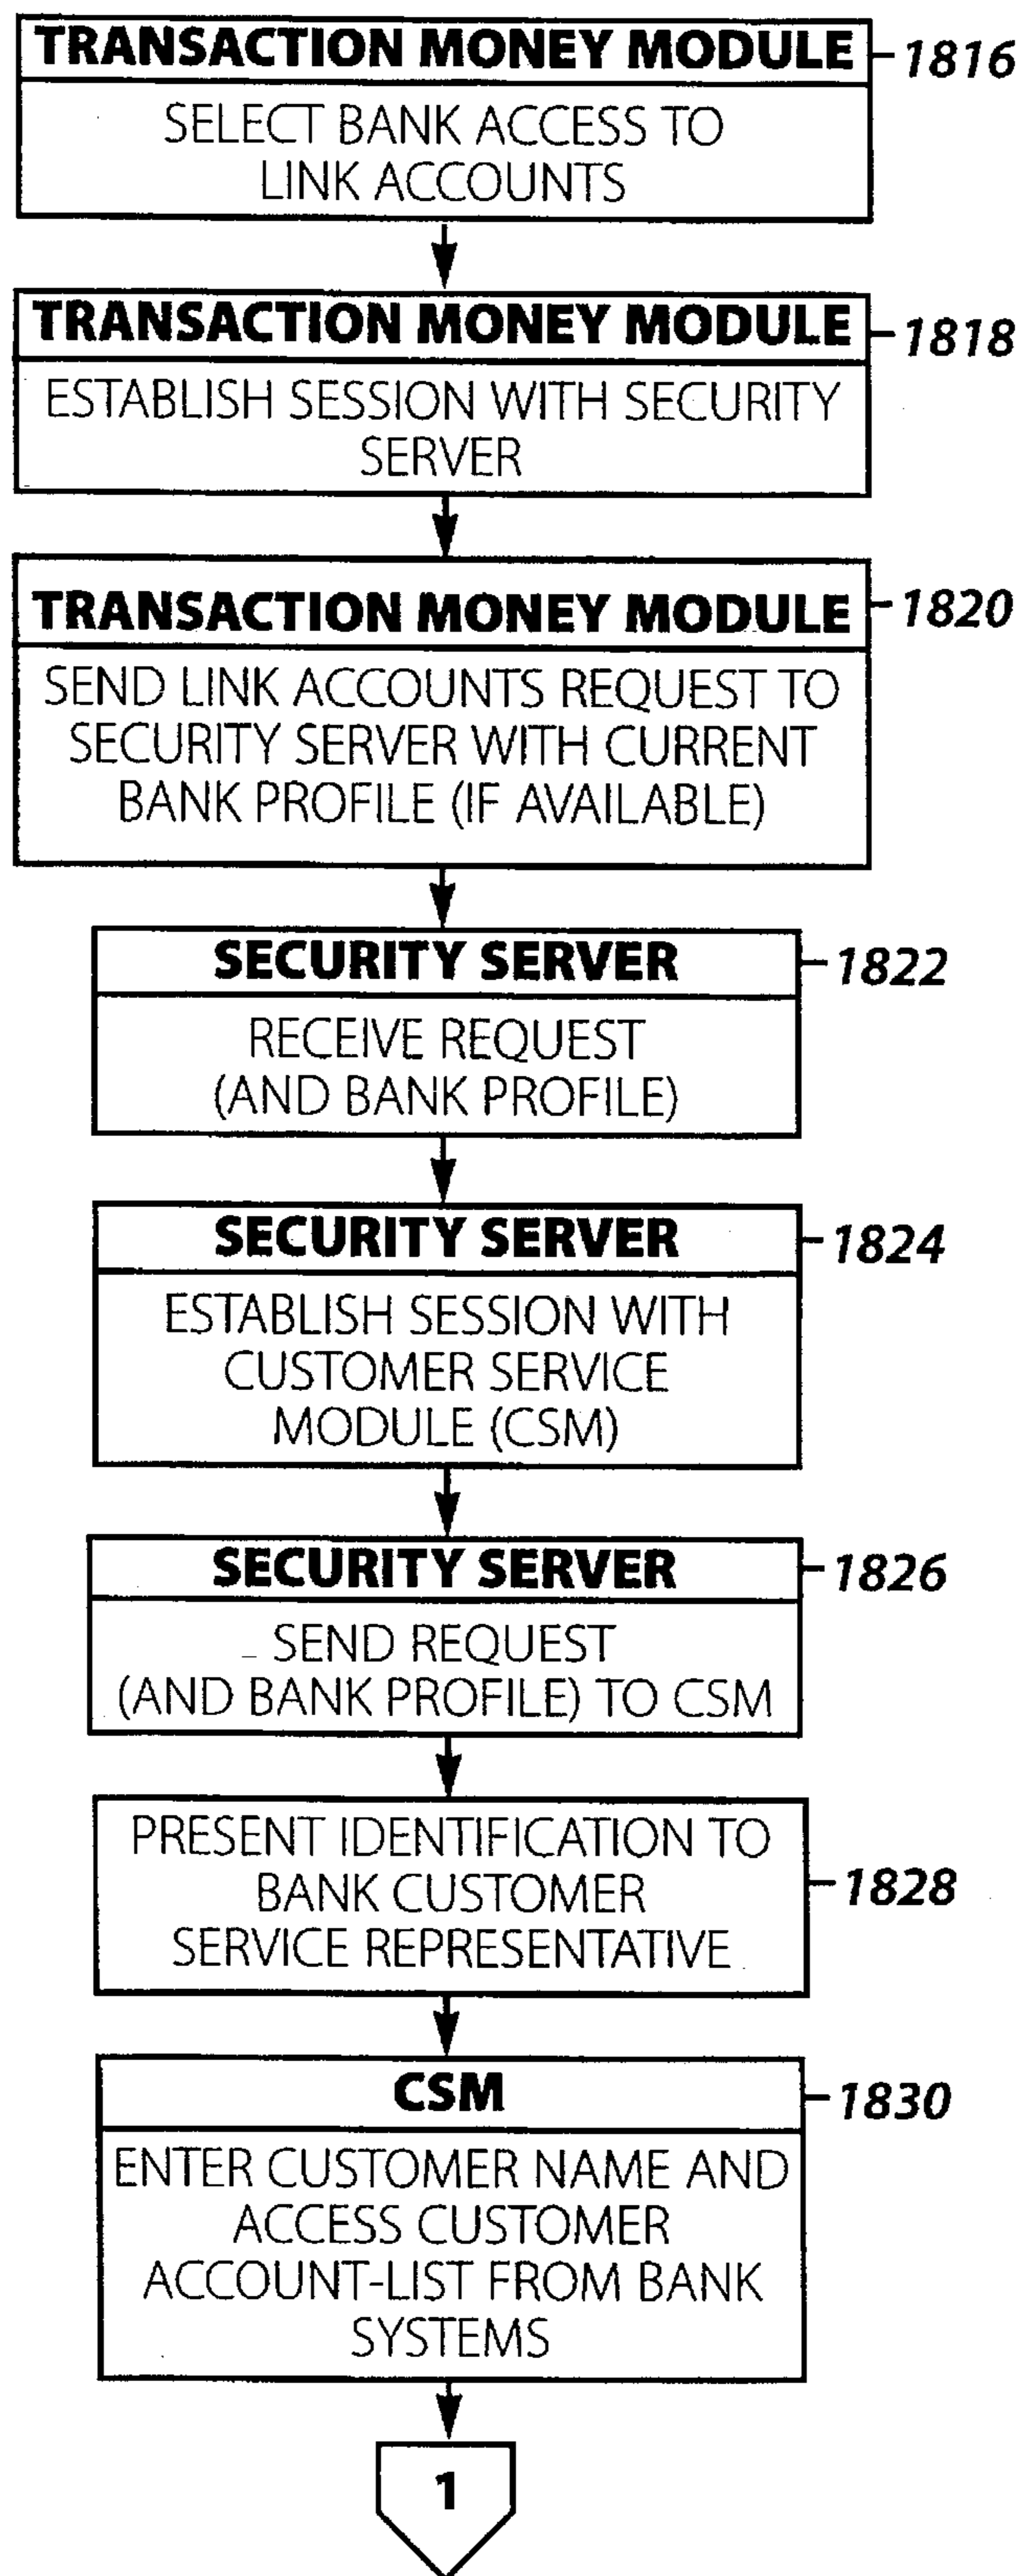 TRANSACTION MONEY MODULE
1816
SELECT BANK ACCESS TO
LINK ACCOUNTS
TRANSACTION MONEY MODULE
1818
ESTABLISH SESSION WITH SECURITY
SERVER
TRANSACTION MONEY MODULE
1820
SEND LINK ACCOUNTS REQUEST TO
SECURITY SERVER WITH CURRENT
BANK PROFILE (IF AVAILABLE)
SECURITY SERVER
1822
RECEIVE REQUEST
(AND BANK PROFILE)
SECURITY SERVER
1824
ESTABLISH SESSION WITH
CUSTOMER SERVICE
MODULE (CSM)
SECURITY SERVER
1826
SEND REQUEST
(AND BANK PROFILE) TO CSM
PRESENT IDENTIFICATION TO
BANK CUSTOMER
SERVICE REPRESENTATIVE
1828
CSM
1830
ENTER CUSTOMER NAME AND
ACCESS CUSTOMER
ACCOUNT-LIST FROM BANK
SYSTEMS
1